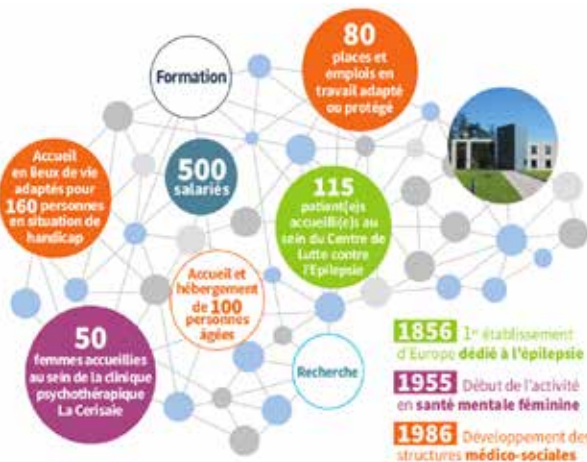 Formation
80
places et
emplois en
travail adapté
ou protégé
Accueil
en lieux de vie
adaptés pour
160 personnes
en situation de
handicap
500
salariés
115
patient(e)s
accueilli(e)s au
sein du Centre de
Lutte contre
l'Epilepsie
Accueil et
hébergement
de 100
personnes
âgées
50
femmes accueillies
au sein de la clinique
psychothérapique
La Cerisaie
Recherche
1856 1er établissement
d'Europe dédié à l'épilepsie
1955 Début de l'activité
en santé mentale féminine
1986 Développement des
structures médico-sociales